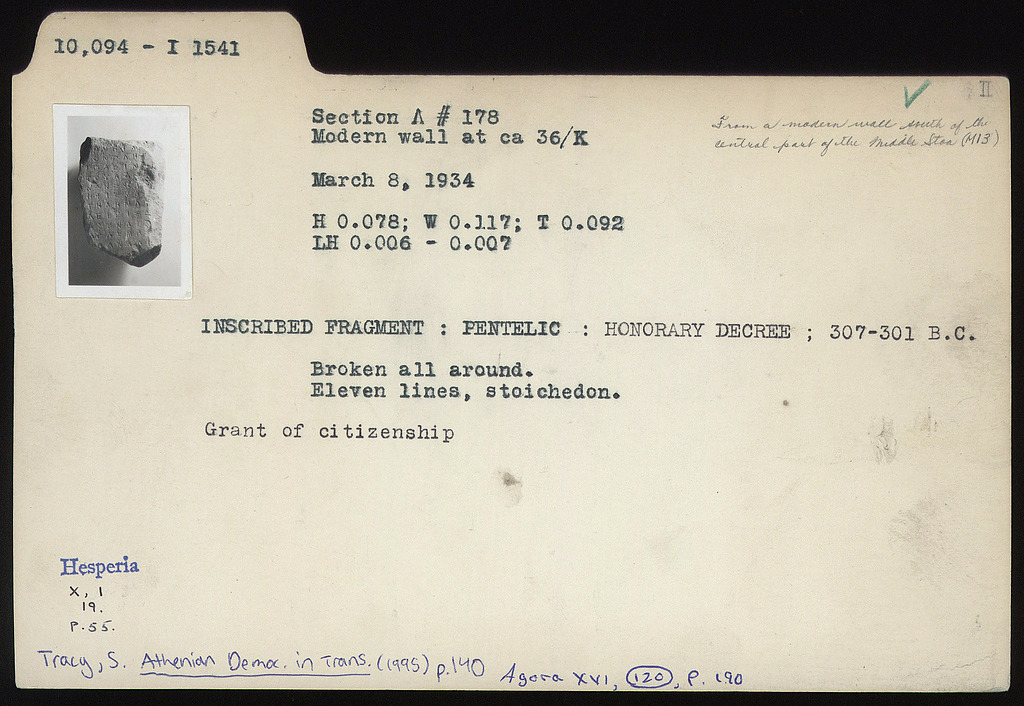 10,094 - I 1541
II
Section Λ # 178
Modern wall at ca 36/K
From a modern wall south of the
central part of the Middle Stoa (M13)
March 8, 1934
H 0.078; W 0.117; T 0.092
LH 0.006 - 0.007
INSCRIBED FRAGMENT : PENTELIC : HONORARY DECREE ; 307-301 B.C.
Broken all around.
Eleven lines, stoichedon.
Grant of citizenship
Hesperia
X, 1
19.
P.55.
Tracy, S. Athenian Democ. in Trans. (1995) p.140
Agora XVI, 120, P. 190